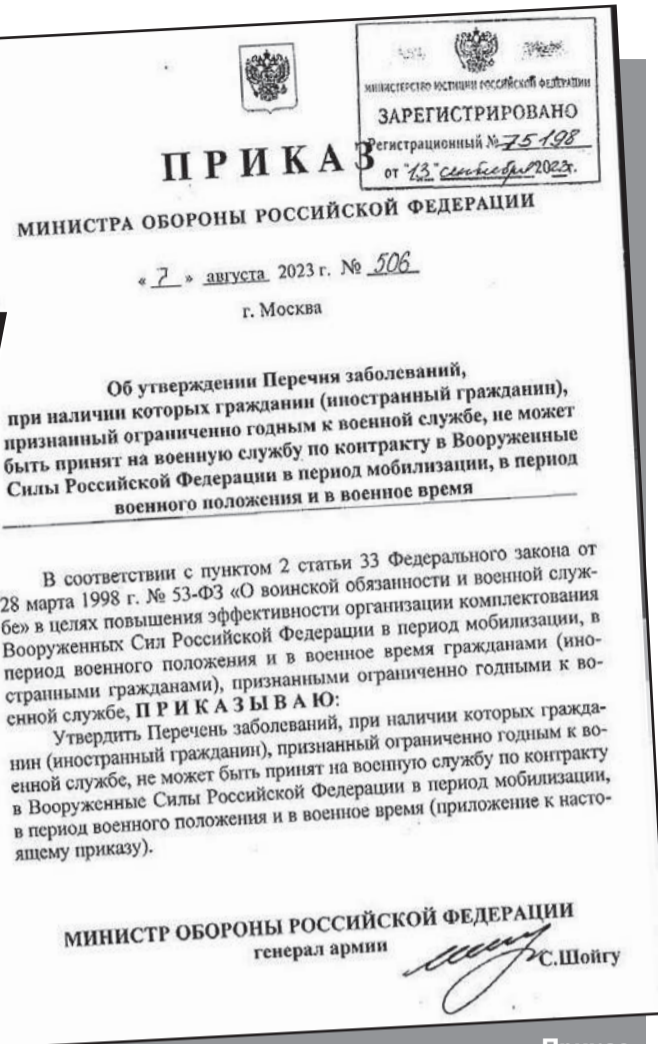 МИНИСТЕРСТВО ЮСТИЦИИ РОССИЙСКОЙ ФЕДЕРАЦИИ
ЗАРЕГИСТРИРОВАНО
Регистрационный № 75198
от "13" сентября 2023г.
ПРИКАЗ
МИНИСТРА ОБОРОНЫ РОССИЙСКОЙ ФЕДЕРАЦИИ
« 7 » августа 2023 г. № 506
г. Москва
Об утверждении Перечня заболеваний,
при наличии которых гражданин (иностранный гражданин),
признанный ограниченно годным к военной службе, не может
быть принят на военную службу по контракту в Вооруженные
Силы Российской Федерации в период мобилизации, в период
военного положения и в военное время
В соответствии с пунктом 2 статьи 33 Федерального закона от
28 марта 1998 г. № 53-ФЗ «О воинской обязанности и военной служ-
бе» в целях повышения эффективности организации комплектования
Вооруженных Сил Российской Федерации в период мобилизации, в
период военного положения и в военное время гражданами (ино-
странными гражданами), признанными ограниченно годными к во-
енной службе, ПРИКАЗЫВАЮ:
Утвердить Перечень заболеваний, при наличии которых гражда-
нин (иностранный гражданин), признанный ограниченно годным к во-
енной службе, не может быть принят на военную службу по контракту
в Вооруженные Силы Российской Федерации в период мобилизации,
в период военного положения и в военное время (приложение к насто-
ящему приказу).
МИНИСТР ОБОРОНЫ РОССИЙСКОЙ ФЕДЕРАЦИИ
генерал армии
С.Шойгу